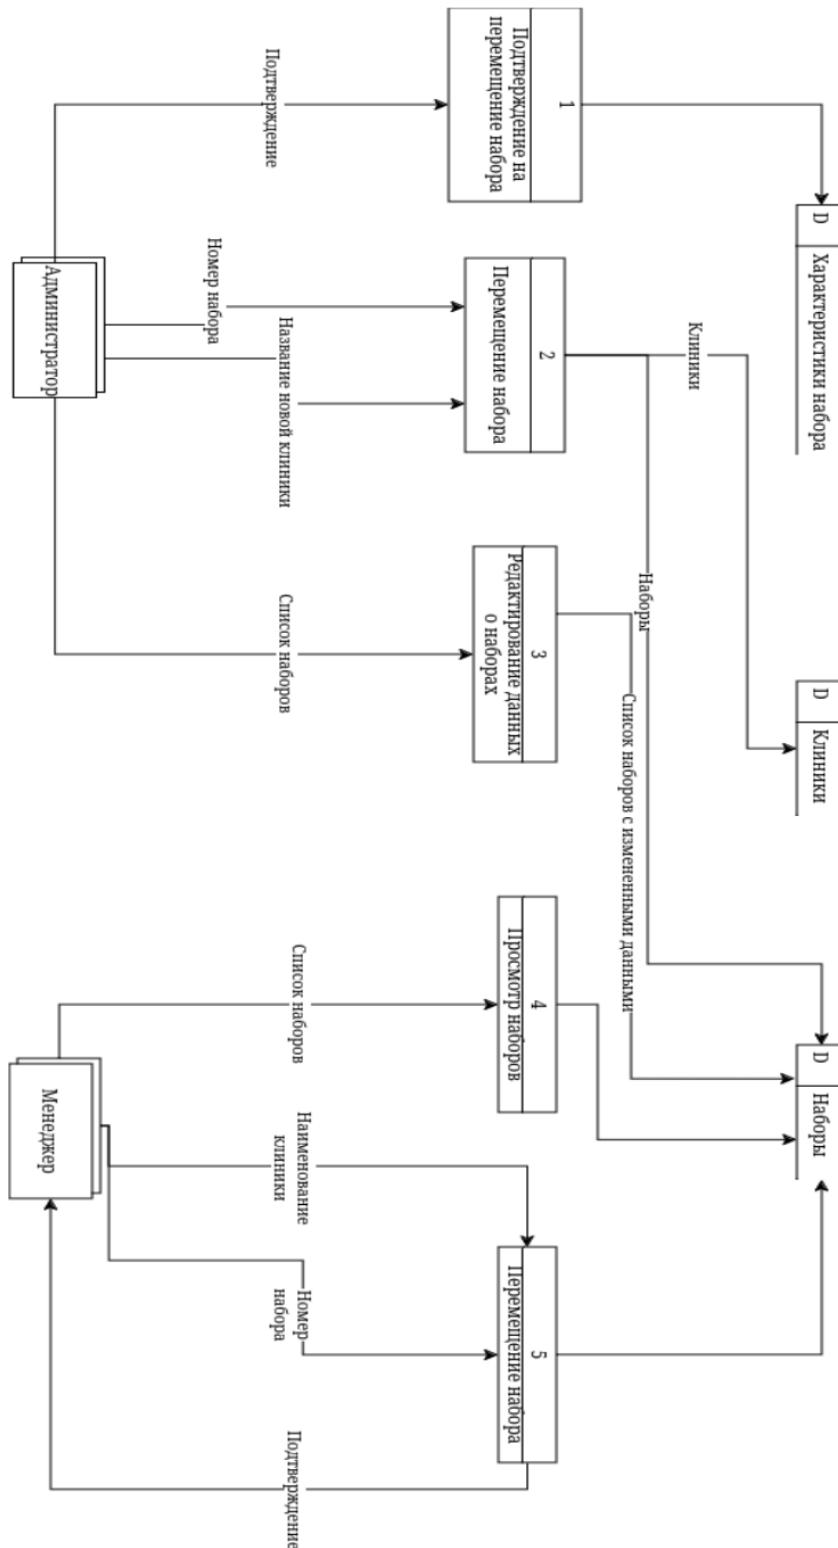 D Характеристики набора
D Клиники
D Наборы
Клиники
Наборы
Список наборов с измененными данными
1
Подтверждение на
перемещение набора
2
Перемещение набора
3
Редактирование данных
о наборах
4
Просмотр наборов
5
Перемещение набора
Подтверждение
Номер набора
Название новой клиники
Список наборов
Список наборов
Наименование
клиники
Номер
набора
Подтверждение
Администратор
Менеджер